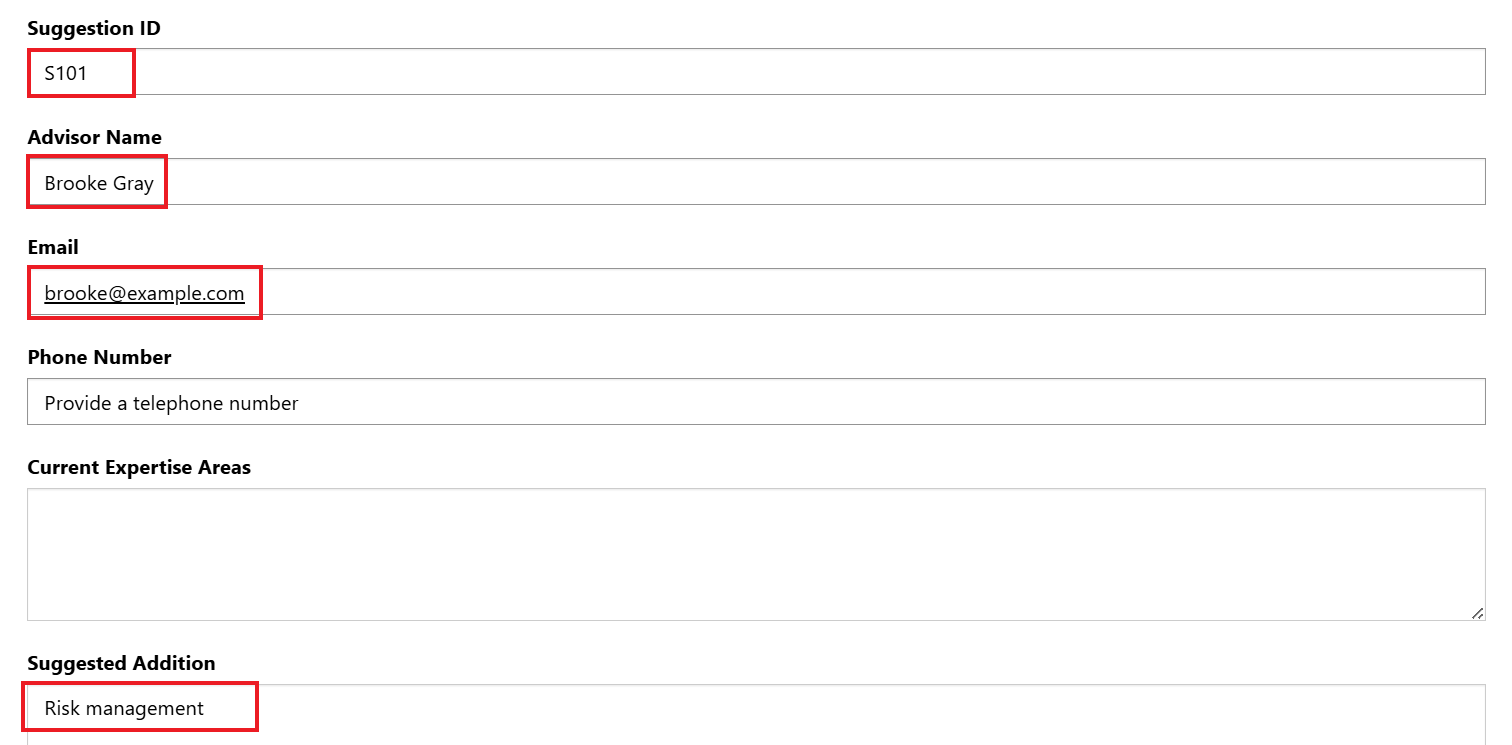 Suggestion ID
S101
Advisor Name
Brooke Gray
Email
brooke@example.com
Phone Number
Provide a telephone number
Current Expertise Areas
Suggested Addition
Risk management